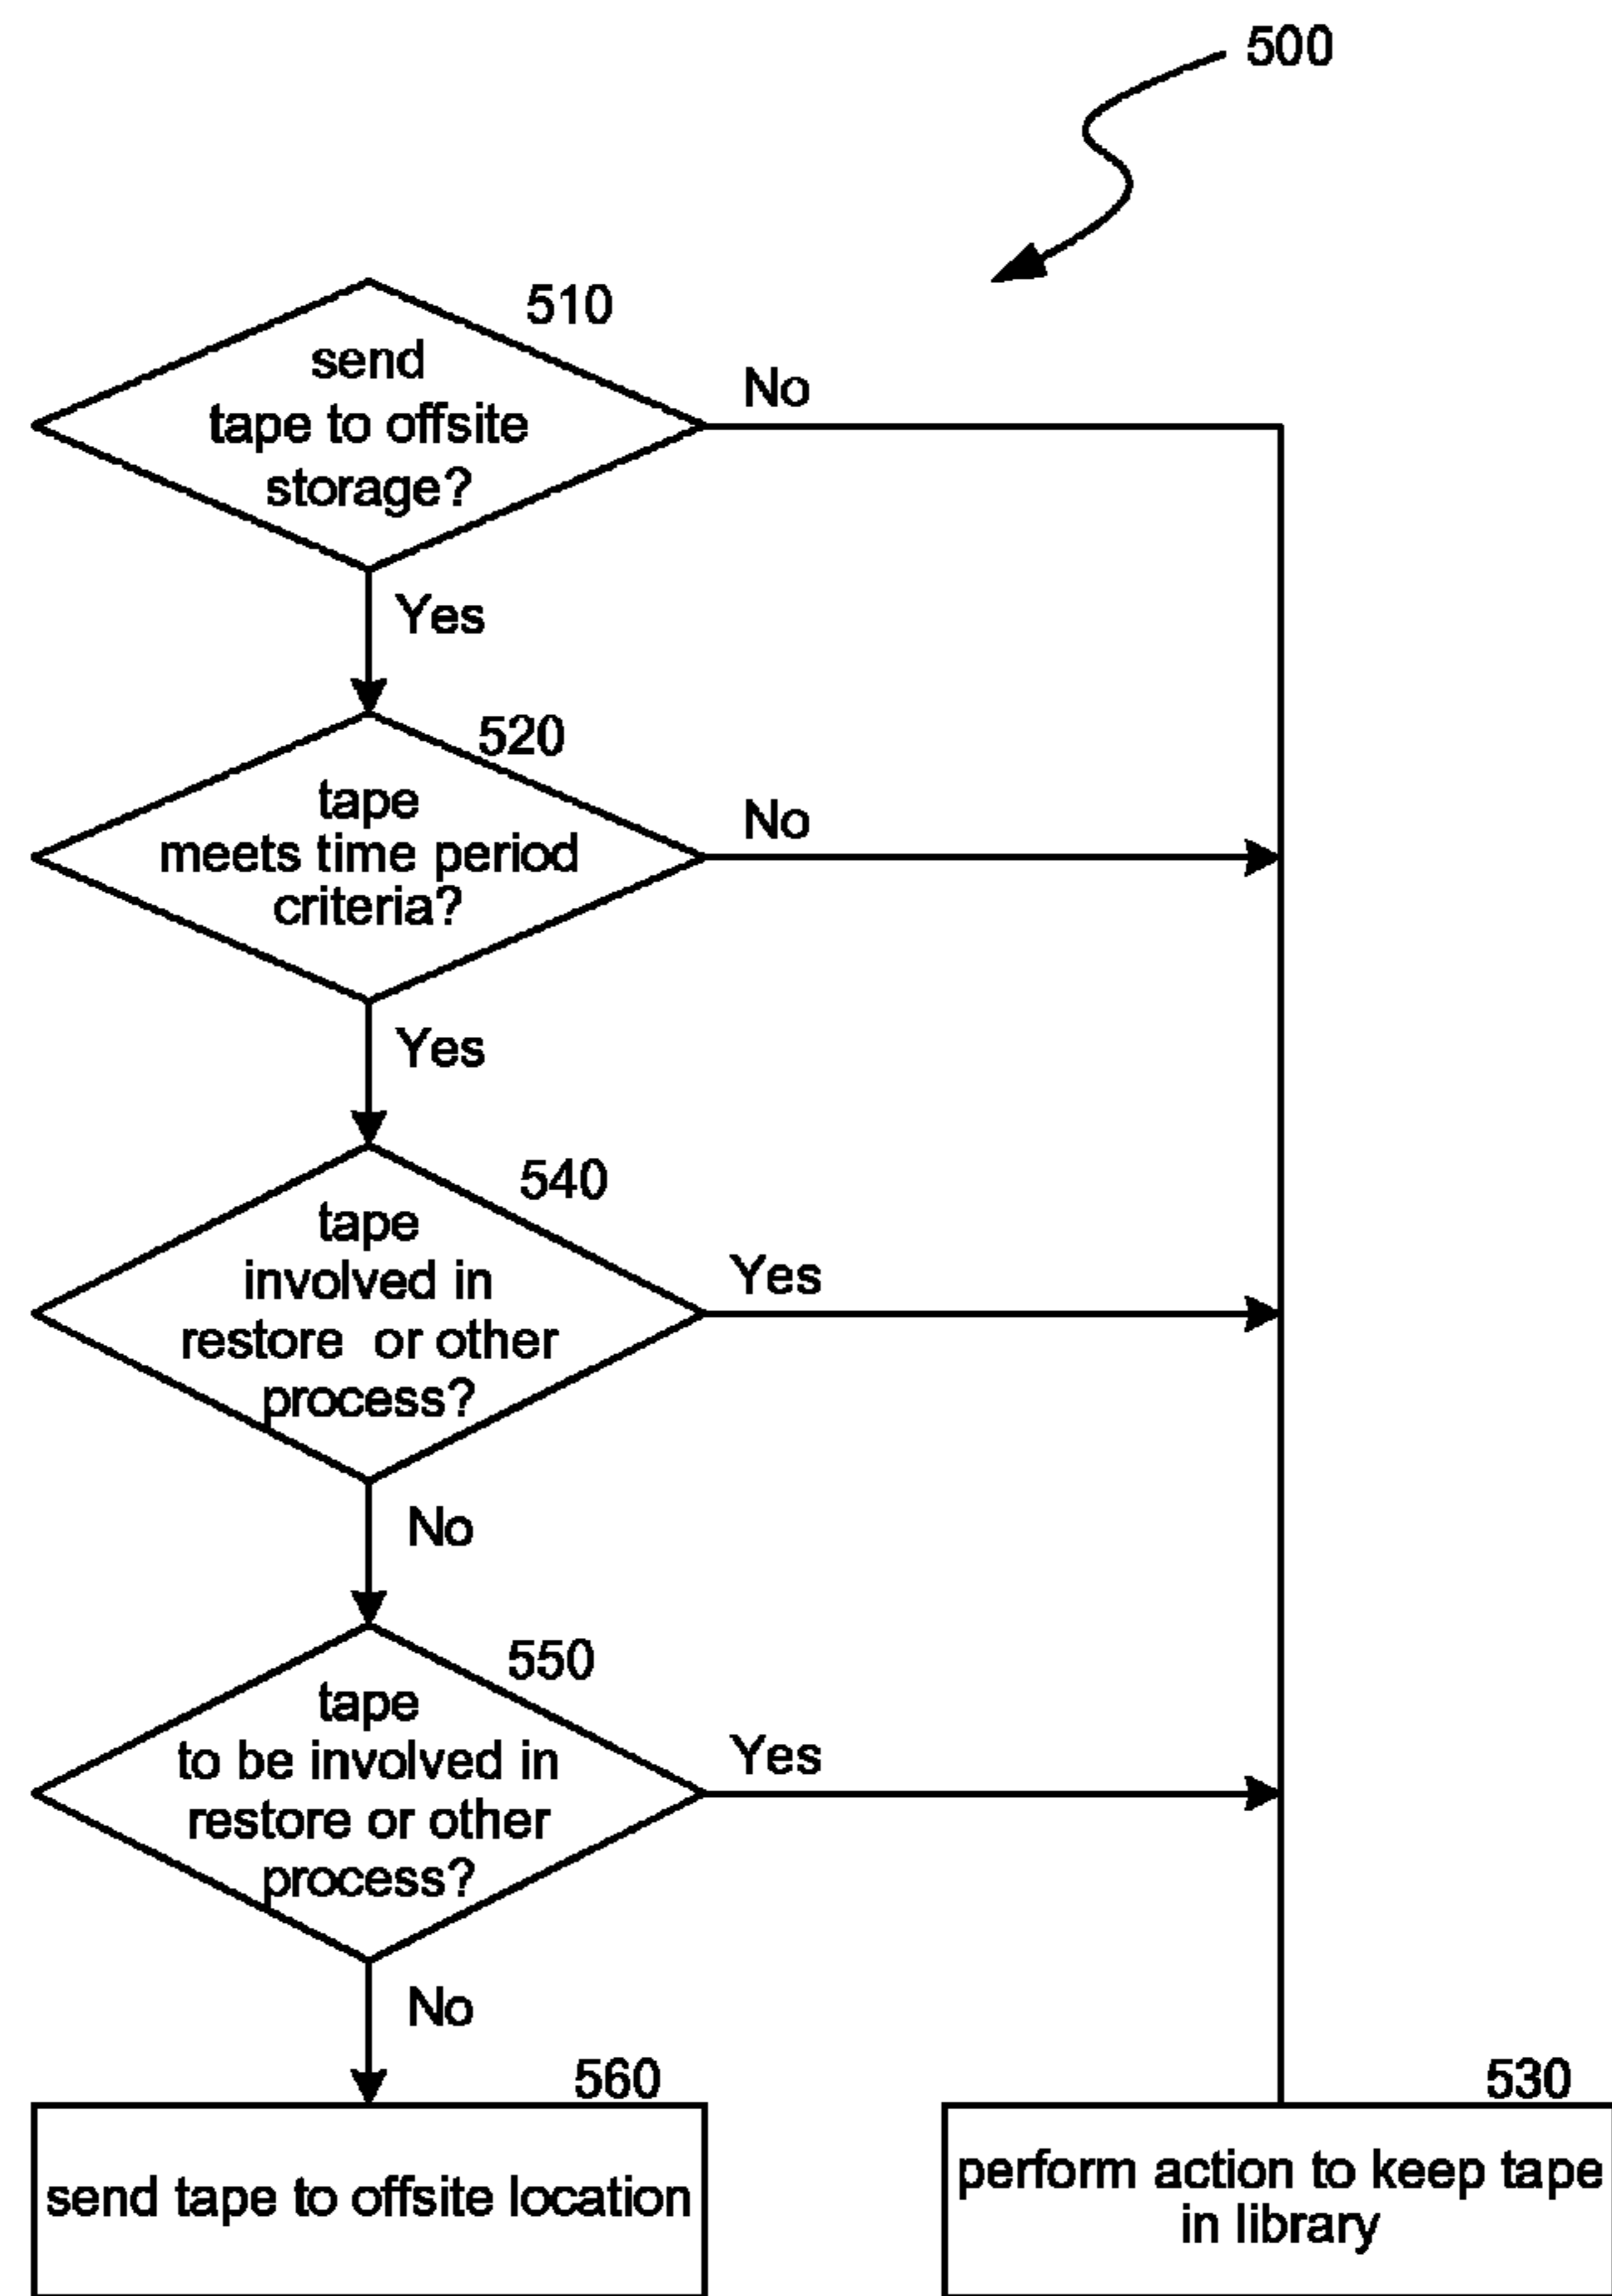 500
510
send
tape to offsite
storage?
No
Yes
520
tape
meets time period
criteria?
No
Yes
540
tape
involved in
restore or other
process?
Yes
No
550
tape
to be involved in
restore or other
process?
Yes
No
560
send tape to offsite location
530
perform action to keep tape
in library